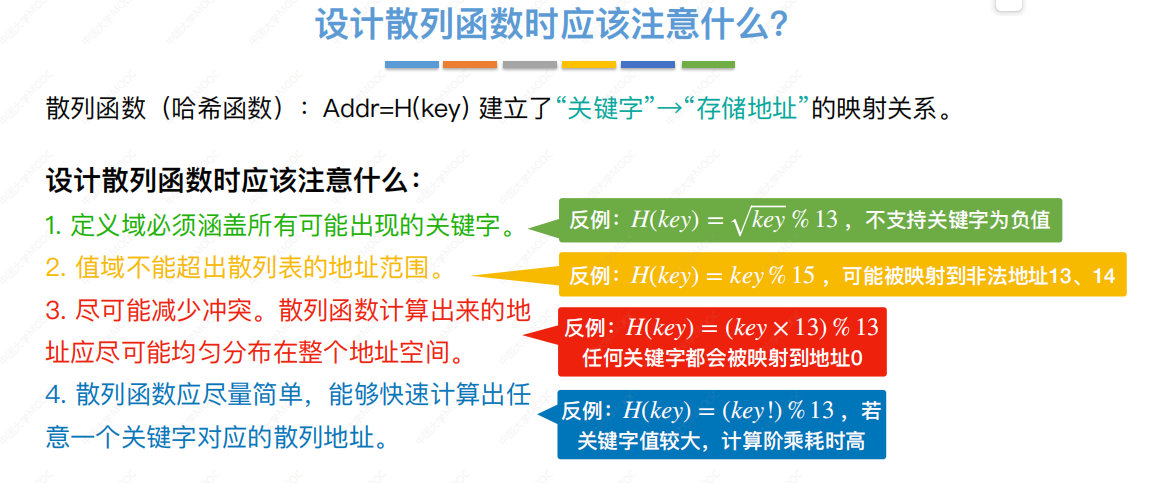 设计散列函数时应该注意什么?
散列函数（哈希函数）：Addr=H(key) 建立了“关键字”→“存储地址”的映射关系。
设计散列函数时应该注意什么：
1. 定义域必须涵盖所有可能出现的关键字。
反例：H(key) = √key % 13，不支持关键字为负值
2. 值域不能超出散列表的地址范围。
反例：H(key) = key % 15，可能被映射到非法地址13、14
3. 尽可能减少冲突。散列函数计算出来的地
址应尽可能均匀分布在整个地址空间。
反例：H(key) = (key × 13) % 13
任何关键字都会被映射到地址0
4. 散列函数应尽量简单，能够快速计算出任
意一个关键字对应的散列地址。
反例：H(key) = (key!) % 13，若
关键字值较大，计算阶乘耗时高